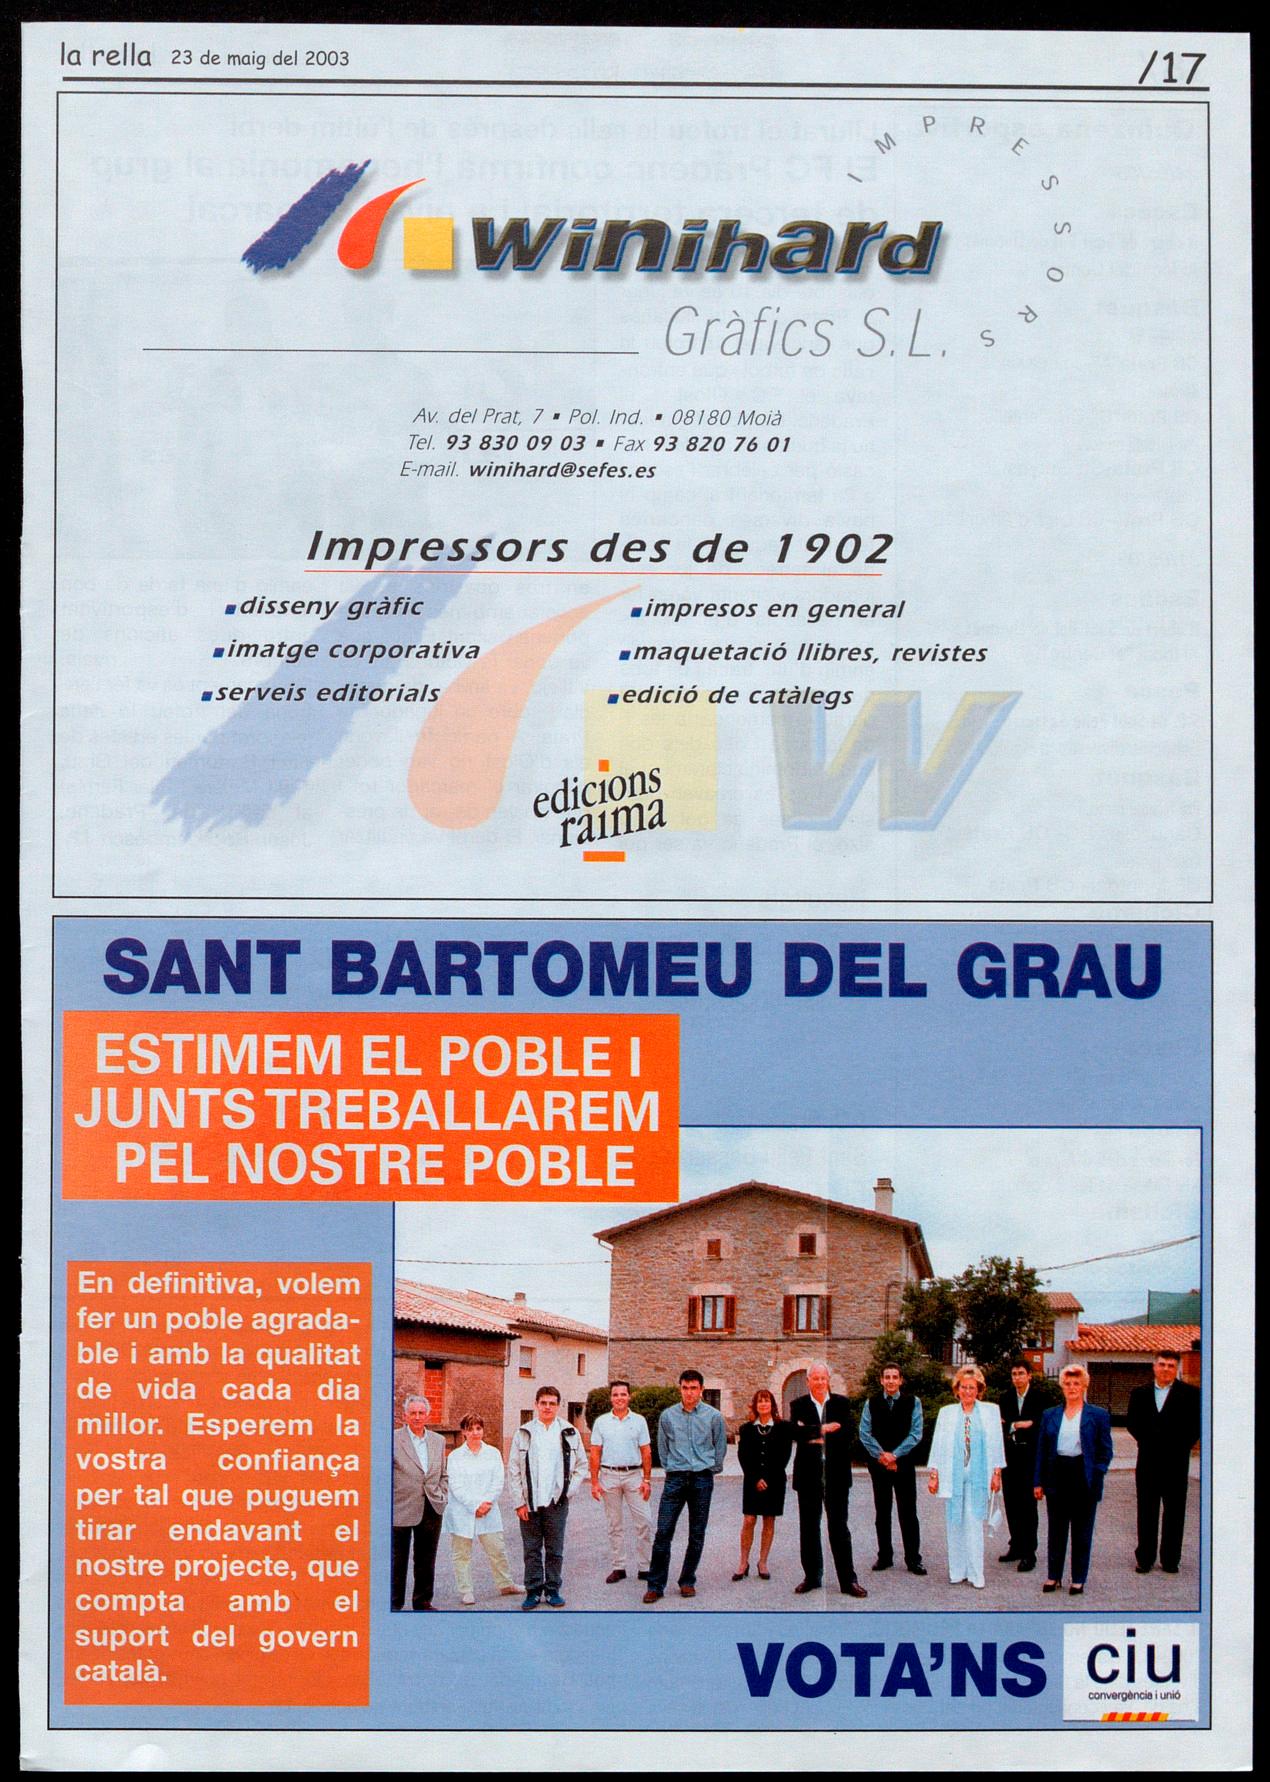 la rella 23 de maig del 2003 /17
IMPRESSORS
winihard
Gràfics S.L.
Av. del Prat, 7 ▪ Pol. Ind. ▪ 08180 Moià
Tel. 93 830 09 03 ▪ Fax 93 820 76 01
E-mail. winihard@sefes.es
Impressors des de 1902
▪disseny gràfic
▪imatge corporativa
▪serveis editorials
▪impresos en general
▪maquetació llibres, revistes
▪edició de catàlegs
w
edicions
raima
SANT BARTOMEU DEL GRAU
ESTIMEM EL POBLE I
JUNTS TREBALLAREM
PEL NOSTRE POBLE
En definitiva, volem
fer un poble agrada-
ble i amb la qualitat
de vida cada dia
millor. Esperem la
vostra confiança
per tal que puguem
tirar endavant el
nostre projecte, que
compta amb el
suport del govern
català.
VOTA'NS
ciu
convergència i unió